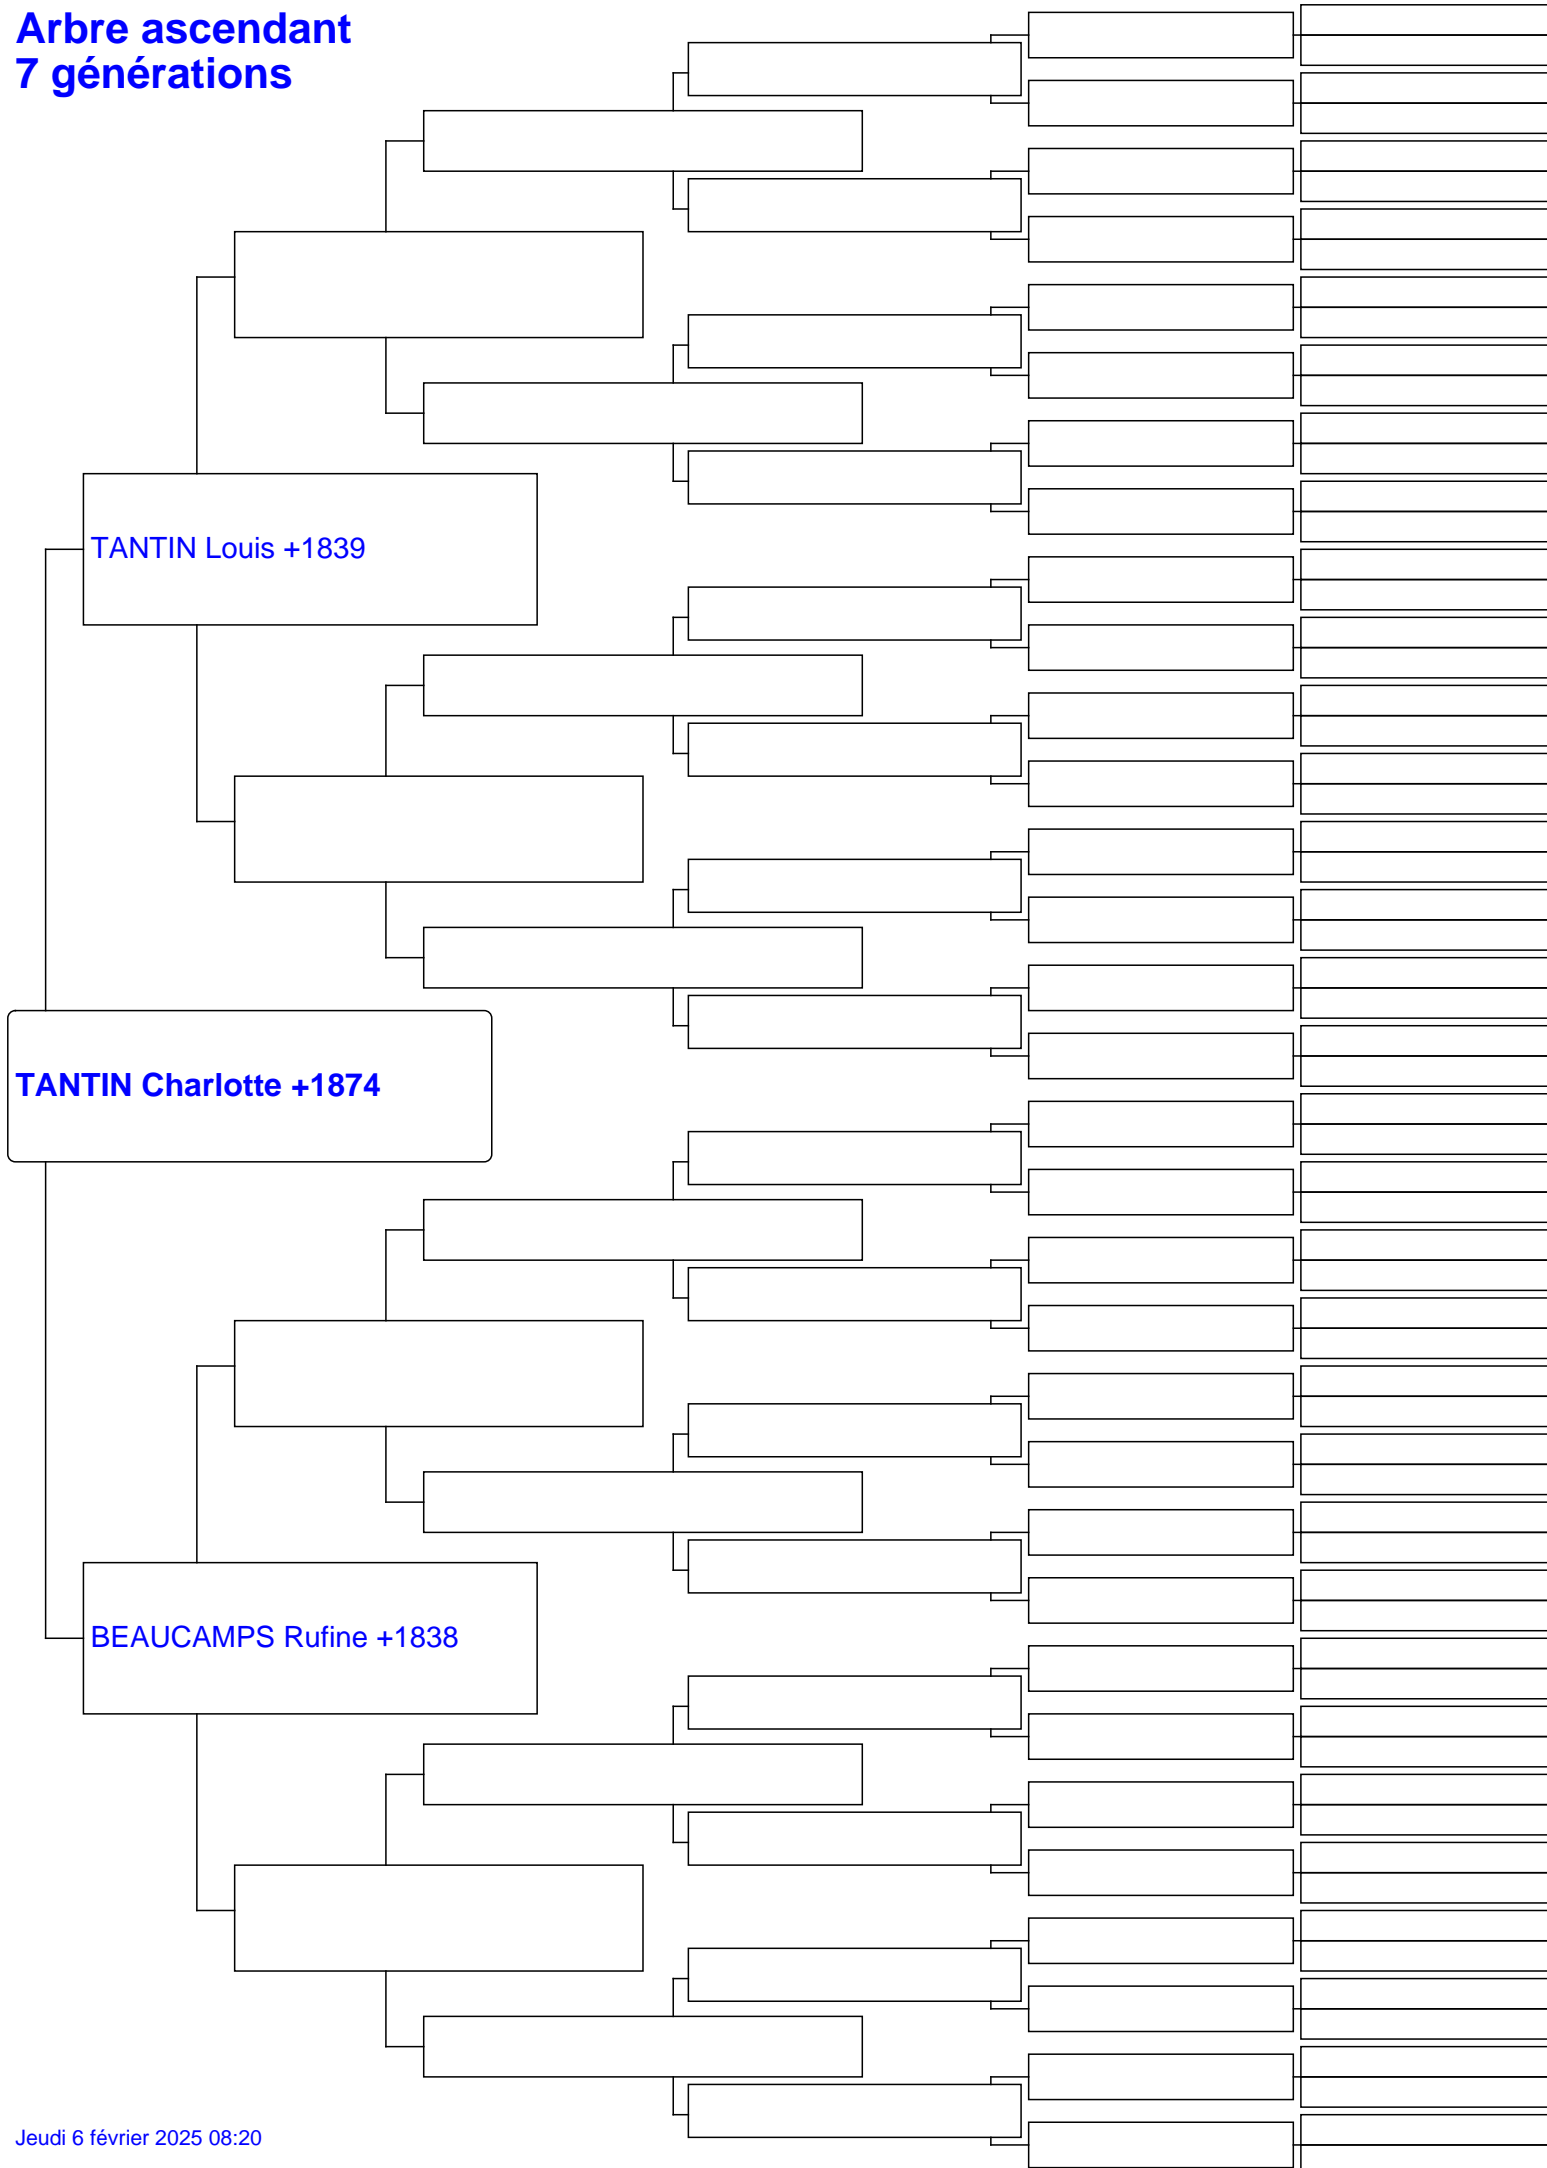 Arbre ascendant
7 générations
TANTIN Louis +1839
TANTIN Charlotte +1874
BEAUCAMPS Rufine +1838
Jeudi 6 février 2025 08:20